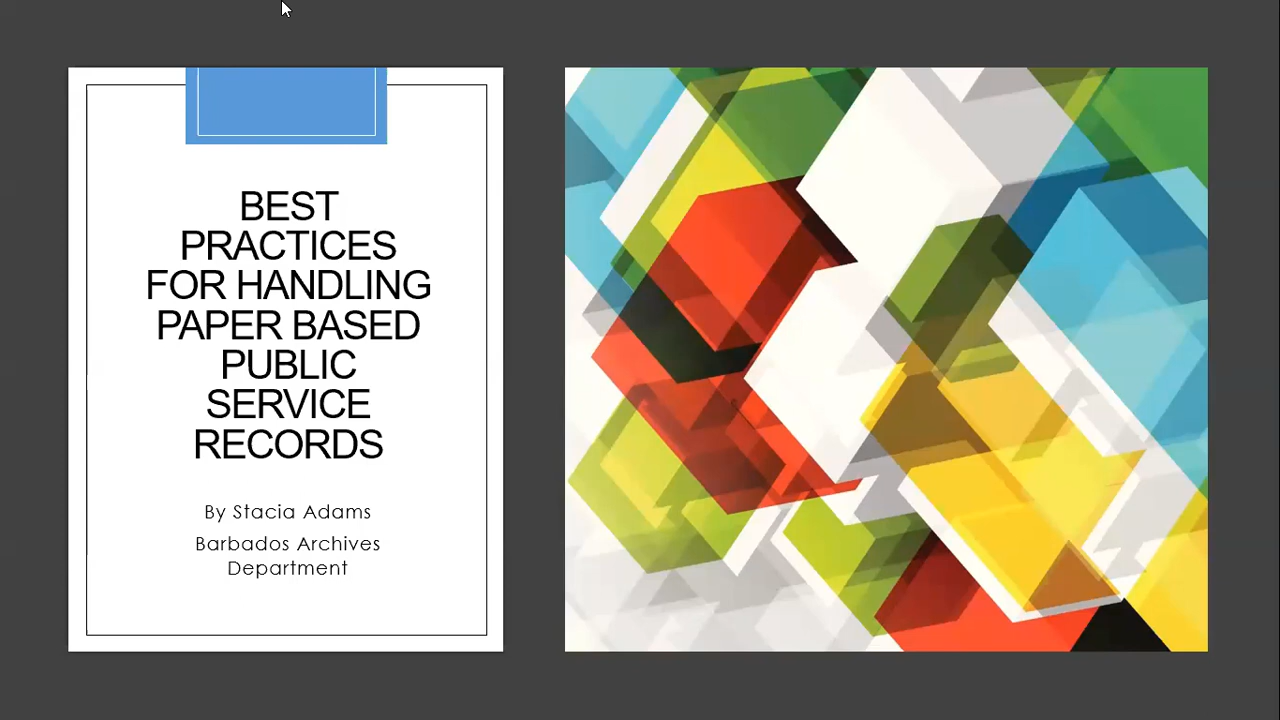 BEST
PRACTICES
FOR HANDLING
PAPER BASED
PUBLIC
SERVICE
RECORDS
By Stacia Adams
Barbados Archives
Department